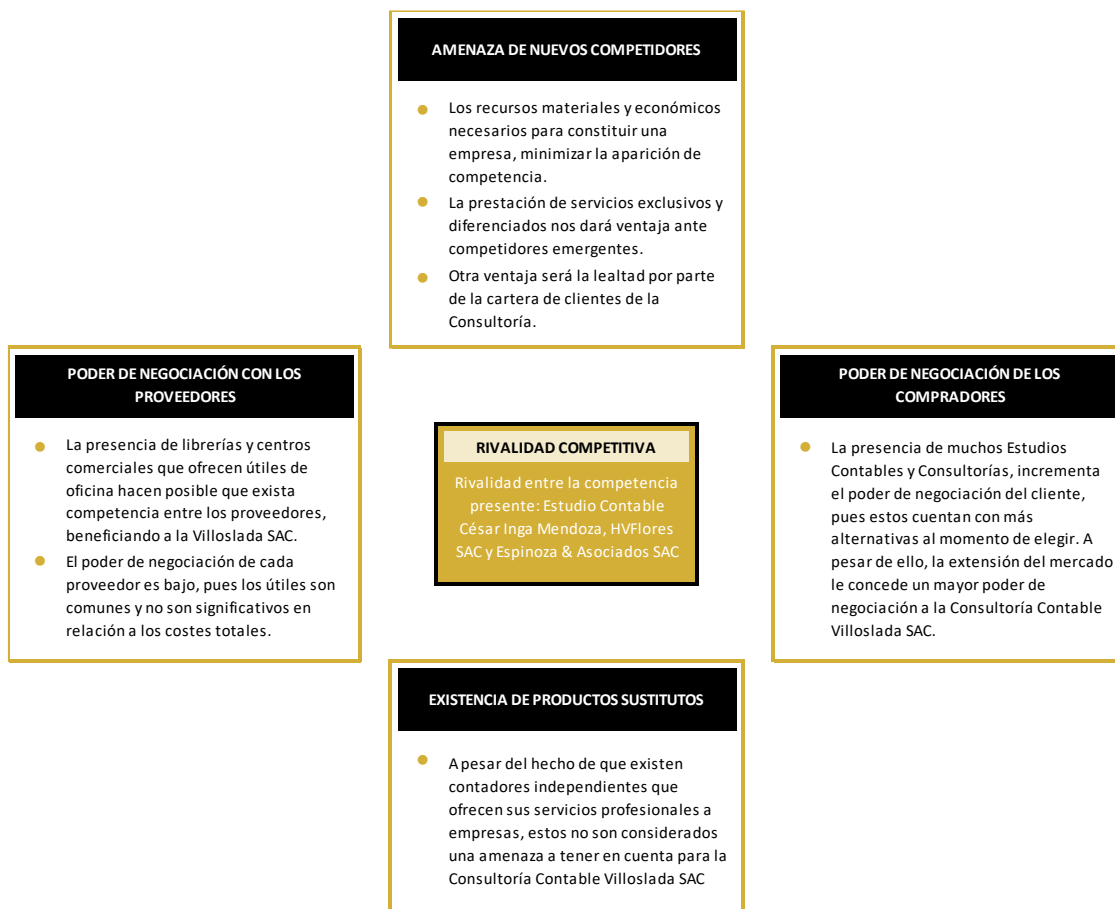 AMENAZA DE NUEVOS COMPETIDORES
Los recursos materiales y económicos
necesarios para constituir una
empresa, minimizar la aparición de
competencia.
La prestación de servicios exclusivos y
diferenciados nos dará ventaja ante
competidores emergentes.
Otra ventaja será la lealtad por parte
de la cartera de clientes de la
Consultoría.
PODER DE NEGOCIACIÓN CON LOS
PROVEEDORES
La presencia de librerías y centros
comerciales que ofrecen útiles de
oficina hacen posible que exista
competencia entre los proveedores,
beneficiando a la Villoslada SAC.
El poder de negociación de cada
proveedor es bajo, pues los útiles son
comunes y no son significativos en
relación a los costes totales.
RIVALIDAD COMPETITIVA
Rivalidad entre la competencia
presente: Estudio Contable
César Inga Mendoza, HVFlores
SAC y Espinoza & Asociados SAC
PODER DE NEGOCIACIÓN DE LOS
COMPRADORES
La presencia de muchos Estudios
Contables y Consultorías, incrementa
el poder de negociación del cliente,
pues estos cuentan con más
alternativas al momento de elegir. A
pesar de ello, la extensión del mercado
le concede un mayor poder de
negociación a la Consultoría Contable
Villoslada SAC.
EXISTENCIA DE PRODUCTOS SUSTITUTOS
A pesar del hecho de que existen
contadores independientes que
ofrecen sus servicios profesionales a
empresas, estos no son considerados
una amenaza a tener en cuenta para la
Consultoría Contable Villoslada SAC